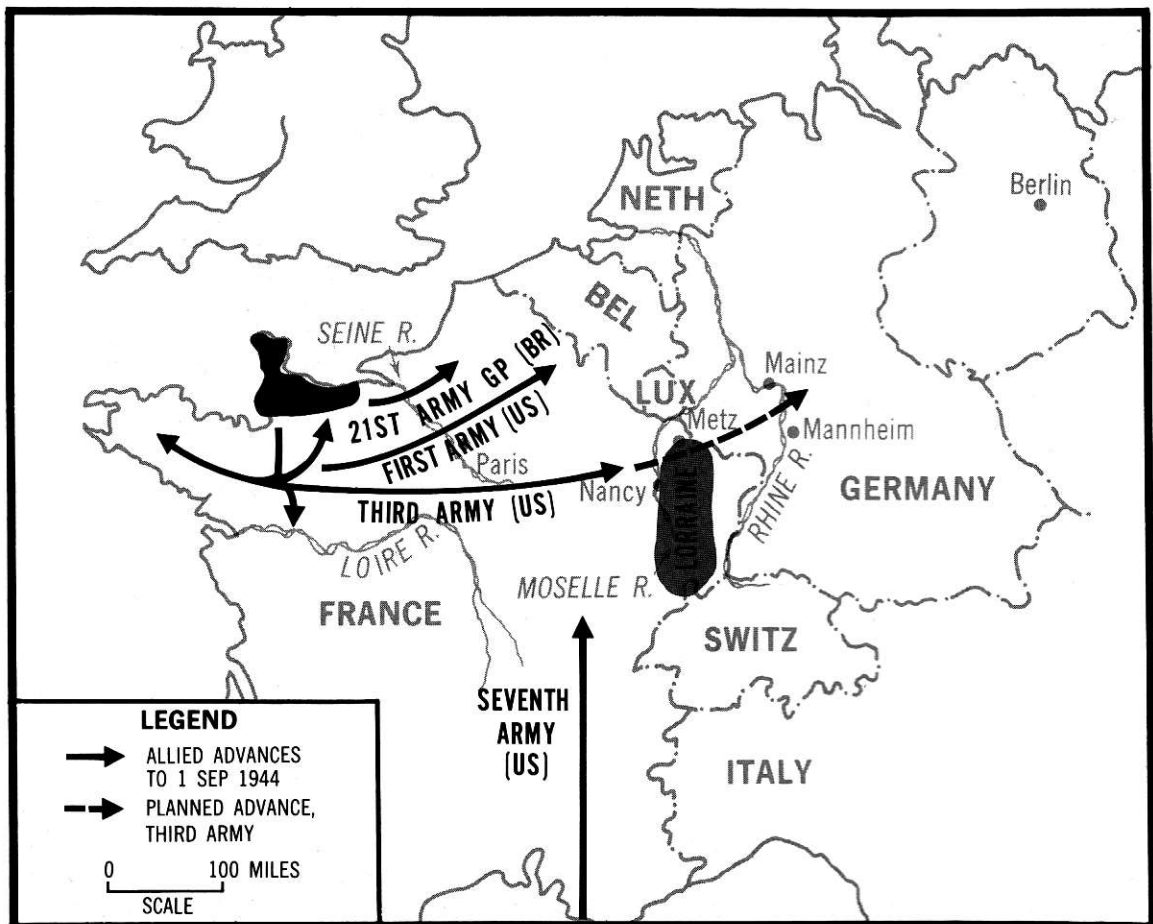 NETH
Berlin
BEL
SEINE R.
21ST ARMY GP (BR)
FIRST ARMY (US)
LUX
Mainz
Metz
Mannheim
Paris
Nancy
THIRD ARMY (US)
LORRAINE
RHINE R.
GERMANY
LOIRE R.
MOSELLE R.
FRANCE
SWITZ
SEVENTH
ARMY
(US)
ITALY
LEGEND
ALLIED ADVANCES
TO 1 SEP 1944
PLANNED ADVANCE,
THIRD ARMY
0 100 MILES
SCALE